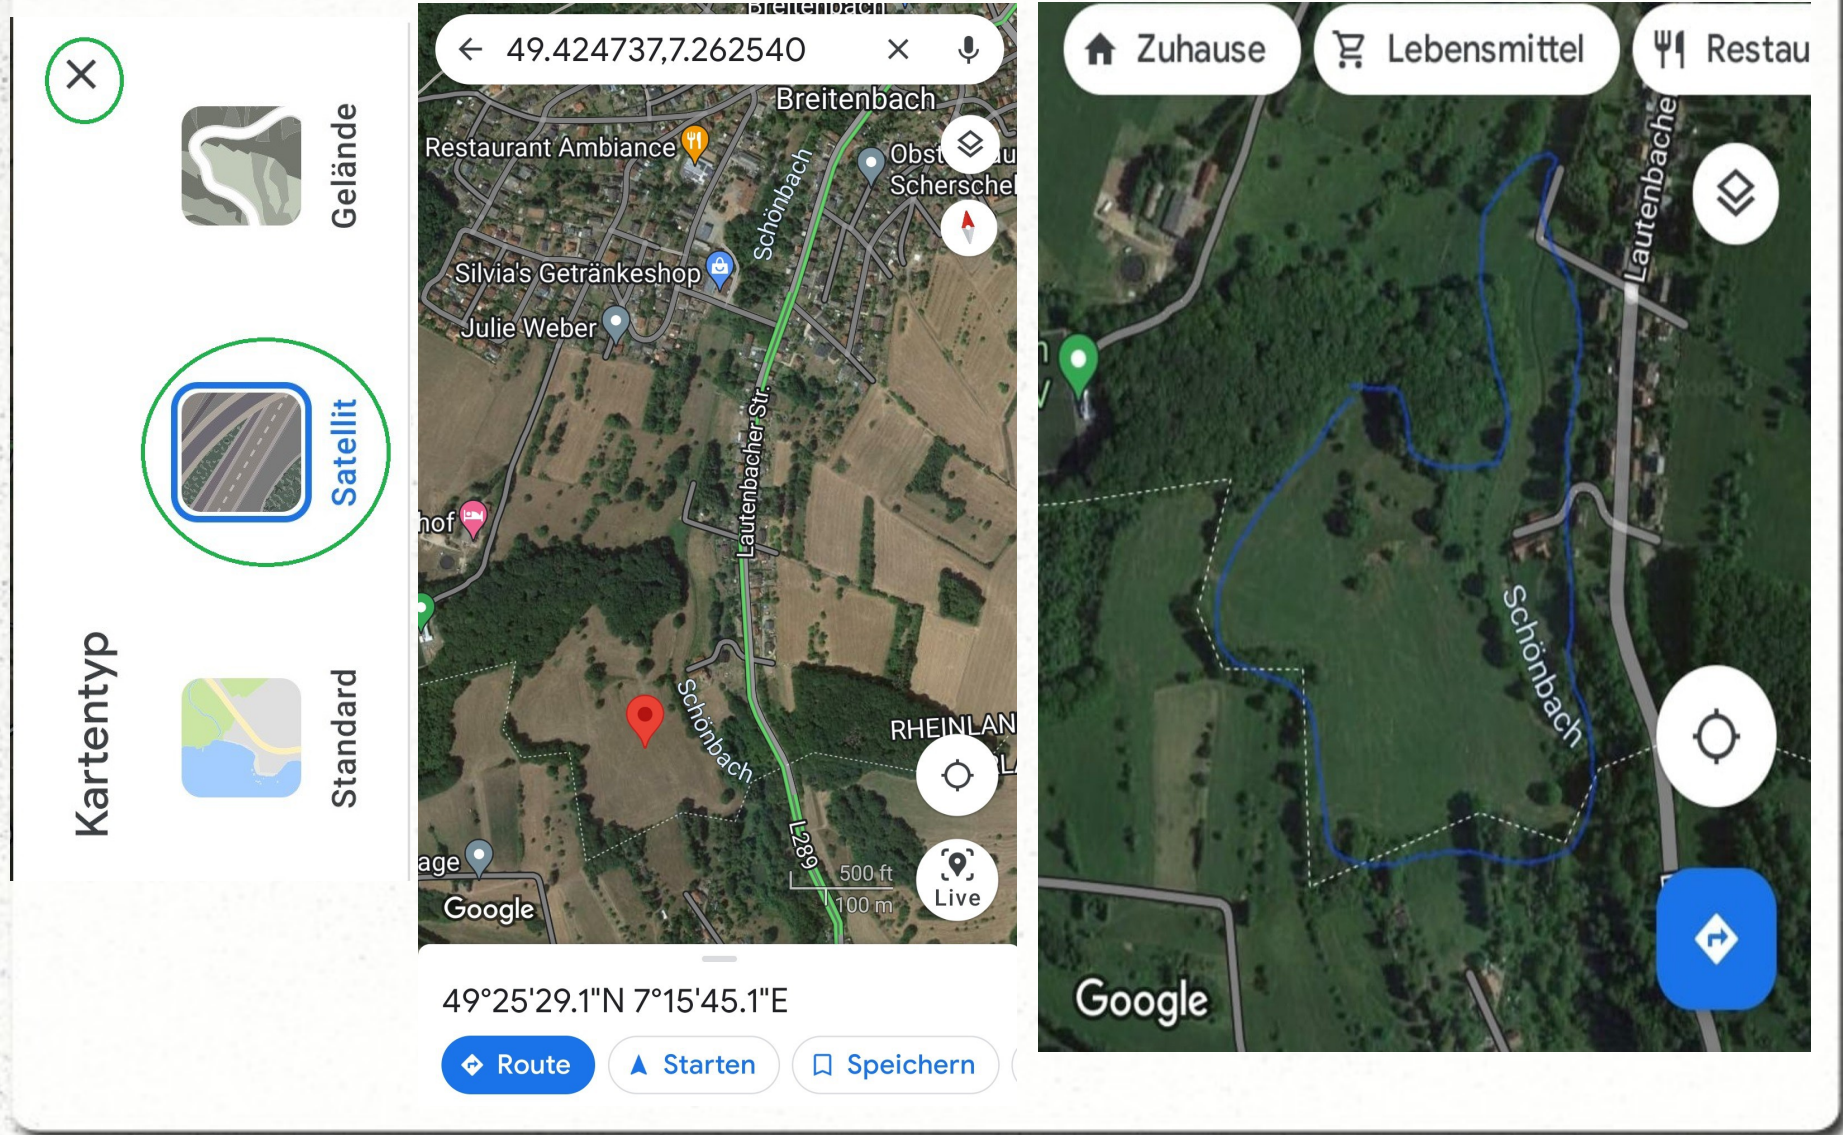 Gelände
Satellit
Kartentyp
Standard
Breitenbach
49.424737,7.262540
Breitenbach
Restaurant Ambiance
Schönbach
Silvia's Getränkeshop
Julie Weber
Lautenbacher Str.
hof
Schönbach
RHEINLAN
age
L289
500 ft
100 m
Live
Google
49°25'29.1"N 7°15'45.1"E
Route
Starten
Speichern
Zuhause
Lebensmittel
Restau
Lautenbache
Schönbach
Google